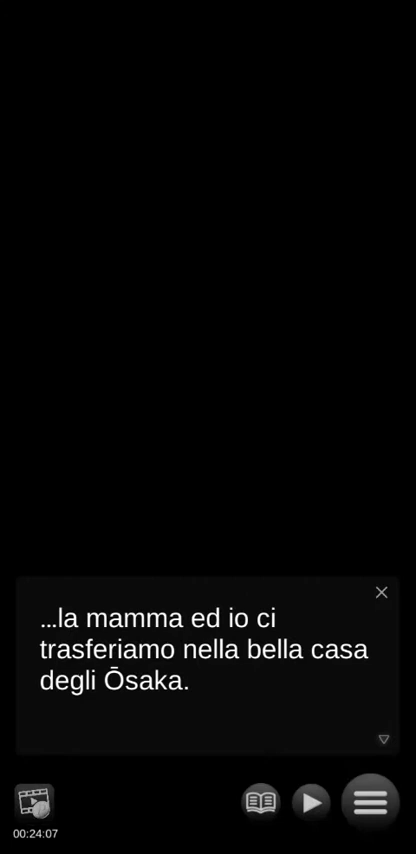 ...la mamma ed io ci
trasferiamo nella bella casa
degli Ōsaka.
00:24:07